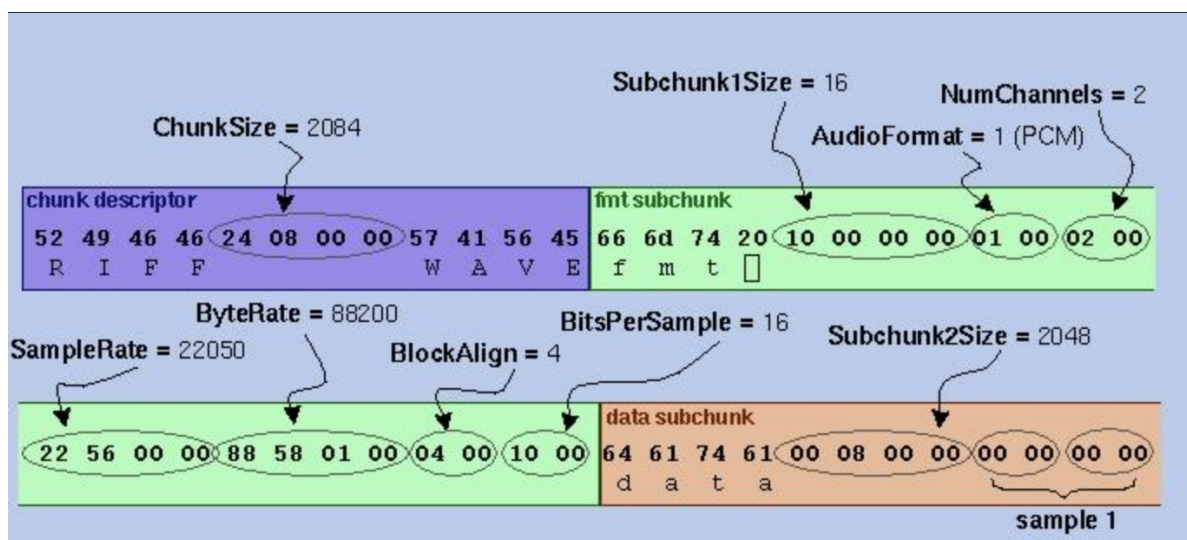 Subchunk1Size = 16
NumChannels = 2
ChunkSize = 2084
AudioFormat = 1 (PCM)
chunk descriptor
fmt subchunk
52 49 46 46 24 08 00 00 57 41 56 45 66 6d 74 20 10 00 00 00 01 00 02 00
R I F F W A V E f m t
ByteRate = 88200
BitsPerSample = 16
Subchunk2Size = 2048
SampleRate = 22050
BlockAlign = 4
data subchunk
22 56 00 00 88 58 01 00 04 00 10 00 64 61 74 61 00 08 00 00 00 00 00 00
d a t a
sample 1